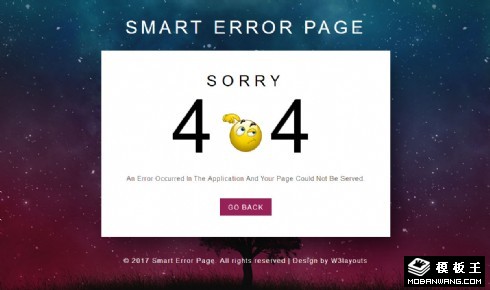 SMART ERROR PAGE
SORRY
4 4
An Error Occurred In The Application And Your Page Could Not Be Served
GO BACK
© 2017 Smart Error Page. All rights reserved | Design by W3layouts
模板王
MOBANWANG.COM